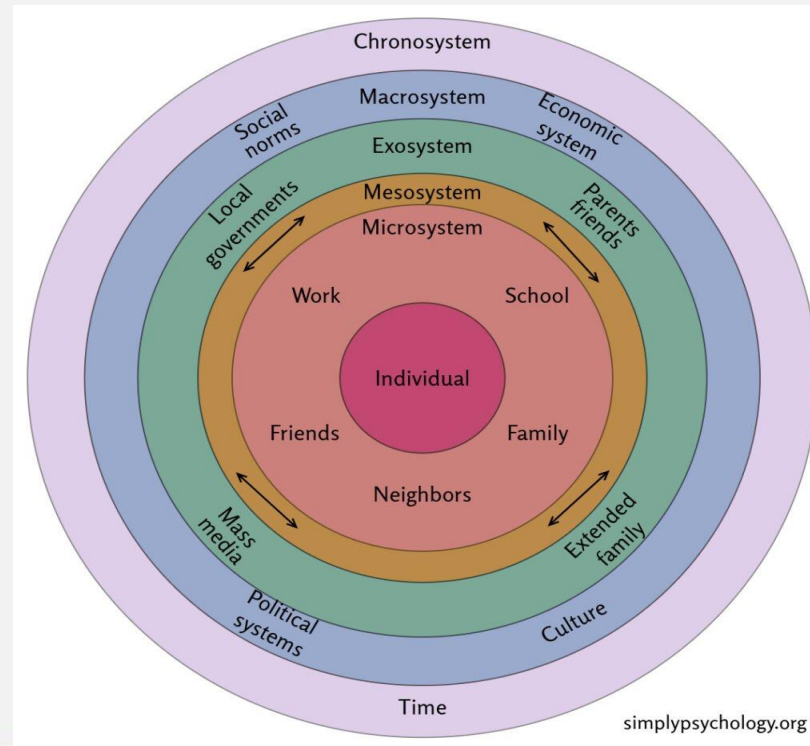 Chronosystem
Macrosystem
Social
norms
Economic
system
Exosystem
Local
governments
Parents
friends
Mesosystem
Microsystem
Work
School
Individual
Friends
Family
Neighbors
Mass
media
Extended
family
Political
systems
Culture
Time
simplypsychology.org